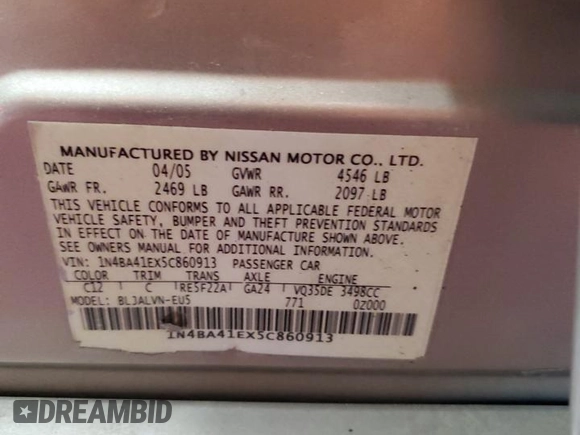 MANUFACTURED BY NISSAN MOTOR CO., LTD.
DATE 04/05 GVWR 4546 LB
GAWR FR. 2469 LB GAWR RR. 2097 LB
THIS VEHICLE CONFORMS TO ALL APPLICABLE FEDERAL MOTOR
VEHICLE SAFETY, BUMPER AND THEFT PREVENTION STANDARDS
IN EFFECT ON THE DATE OF MANUFACTURE SHOWN ABOVE.
SEE OWNERS MANUAL FOR ADDITIONAL INFORMATION.
VIN: 1N4BA41EX5C860913 PASSENGER CAR
COLOR TRIM TRANS AXLE ENGINE
C12 C RE5F22A GA24 VQ35DE 3498CC
MODEL: BLJALVN-EU5 771 0Z000
1N4BA41EX5C860913
DREAMBID